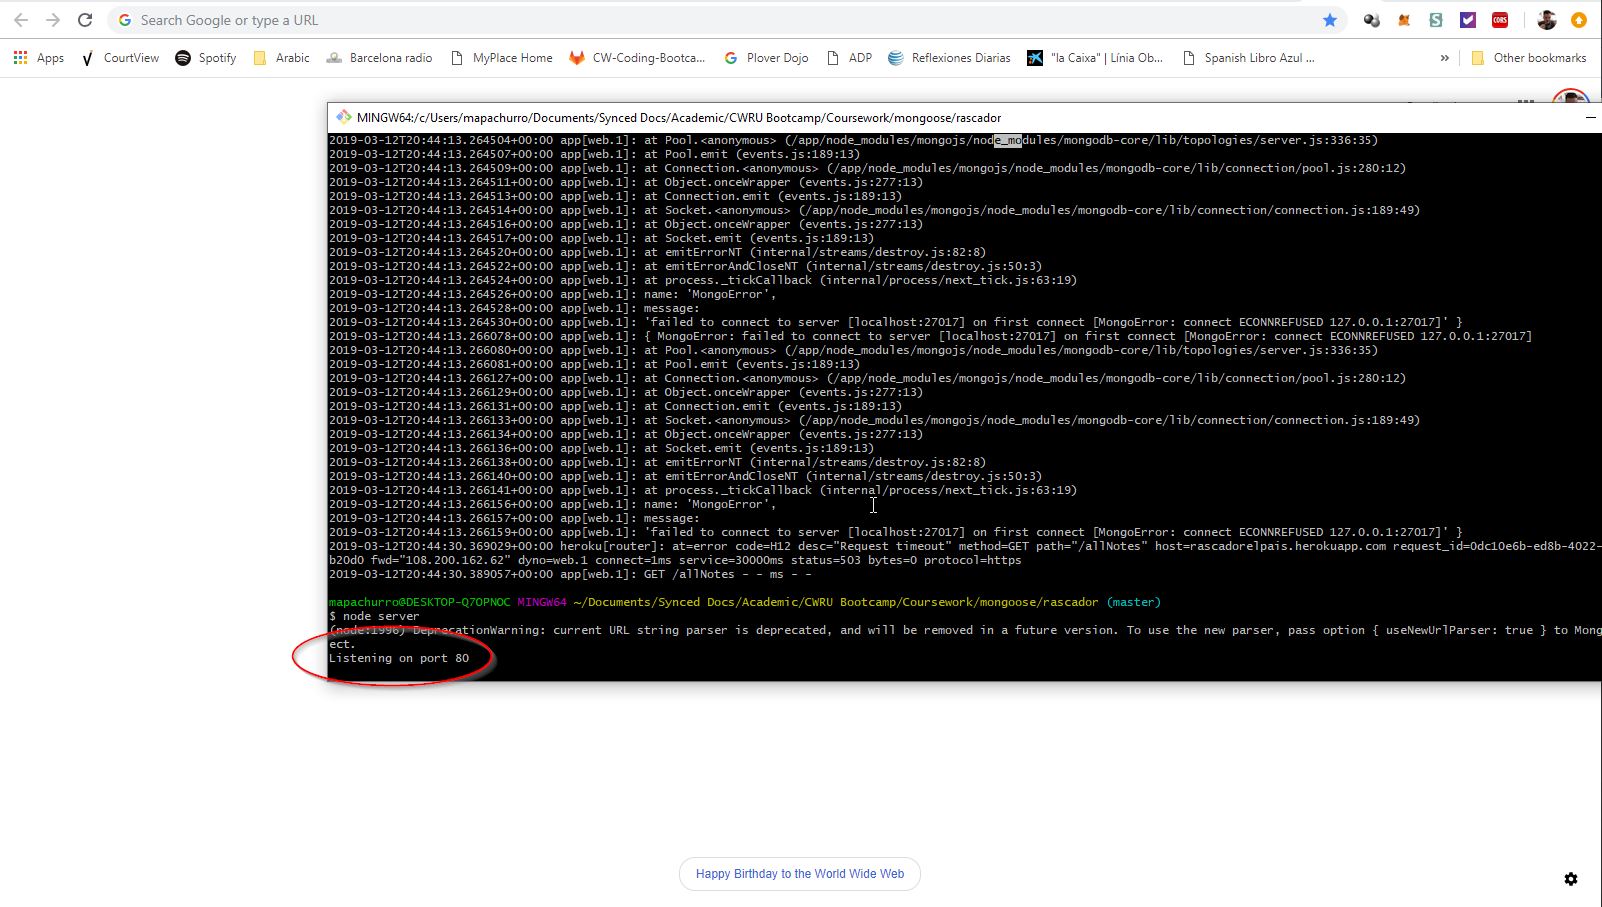 Search Google or type a URL
CORS
Apps CourtView Spotify Arabic Barcelona radio MyPlace Home CW-Coding-Bootca... Plover Dojo ADP Reflexiones Diarias "la Caixa" | Línia Ob... Spanish Libro Azul ... » Other bookmarks
MINGW64:/c/Users/mapachurro/Documents/Synced Docs/Academic/CWRU Bootcamp/Coursework/mongoose/rascador
2019-03-12T20:44:13.264504+00:00 app[web.1]: at Pool.<anonymous> (/app/node_modules/mongojs/node_modules/mongodb-core/lib/topologies/server.js:336:35)
2019-03-12T20:44:13.264507+00:00 app[web.1]: at Pool.emit (events.js:189:13)
2019-03-12T20:44:13.264509+00:00 app[web.1]: at Connection.<anonymous> (/app/node_modules/mongojs/node_modules/mongodb-core/lib/connection/pool.js:280:12)
2019-03-12T20:44:13.264511+00:00 app[web.1]: at Object.onceWrapper (events.js:277:13)
2019-03-12T20:44:13.264513+00:00 app[web.1]: at Connection.emit (events.js:189:13)
2019-03-12T20:44:13.264514+00:00 app[web.1]: at Socket.<anonymous> (/app/node_modules/mongojs/node_modules/mongodb-core/lib/connection/connection.js:189:49)
2019-03-12T20:44:13.264516+00:00 app[web.1]: at Object.onceWrapper (events.js:277:13)
2019-03-12T20:44:13.264517+00:00 app[web.1]: at Socket.emit (events.js:189:13)
2019-03-12T20:44:13.264520+00:00 app[web.1]: at emitErrorNT (internal/streams/destroy.js:82:8)
2019-03-12T20:44:13.264522+00:00 app[web.1]: at emitErrorAndCloseNT (internal/streams/destroy.js:50:3)
2019-03-12T20:44:13.264524+00:00 app[web.1]: at process._tickCallback (internal/process/next_tick.js:63:19)
2019-03-12T20:44:13.264526+00:00 app[web.1]: name: 'MongoError',
2019-03-12T20:44:13.264528+00:00 app[web.1]: message:
2019-03-12T20:44:13.264530+00:00 app[web.1]: 'failed to connect to server [localhost:27017] on first connect [MongoError: connect ECONNREFUSED 127.0.0.1:27017]' }
2019-03-12T20:44:13.266078+00:00 app[web.1]: { MongoError: failed to connect to server [localhost:27017] on first connect [MongoError: connect ECONNREFUSED 127.0.0.1:27017]
2019-03-12T20:44:13.266080+00:00 app[web.1]: at Pool.<anonymous> (/app/node_modules/mongojs/node_modules/mongodb-core/lib/topologies/server.js:336:35)
2019-03-12T20:44:13.266081+00:00 app[web.1]: at Pool.emit (events.js:189:13)
2019-03-12T20:44:13.266127+00:00 app[web.1]: at Connection.<anonymous> (/app/node_modules/mongojs/node_modules/mongodb-core/lib/connection/pool.js:280:12)
2019-03-12T20:44:13.266129+00:00 app[web.1]: at Object.onceWrapper (events.js:277:13)
2019-03-12T20:44:13.266131+00:00 app[web.1]: at Connection.emit (events.js:189:13)
2019-03-12T20:44:13.266133+00:00 app[web.1]: at Socket.<anonymous> (/app/node_modules/mongojs/node_modules/mongodb-core/lib/connection/connection.js:189:49)
2019-03-12T20:44:13.266134+00:00 app[web.1]: at Object.onceWrapper (events.js:277:13)
2019-03-12T20:44:13.266136+00:00 app[web.1]: at Socket.emit (events.js:189:13)
2019-03-12T20:44:13.266138+00:00 app[web.1]: at emitErrorNT (internal/streams/destroy.js:82:8)
2019-03-12T20:44:13.266140+00:00 app[web.1]: at emitErrorAndCloseNT (internal/streams/destroy.js:50:3)
2019-03-12T20:44:13.266141+00:00 app[web.1]: at process._tickCallback (internal/process/next_tick.js:63:19)
2019-03-12T20:44:13.266156+00:00 app[web.1]: name: 'MongoError',
2019-03-12T20:44:13.266157+00:00 app[web.1]: message:
2019-03-12T20:44:13.266159+00:00 app[web.1]: 'failed to connect to server [localhost:27017] on first connect [MongoError: connect ECONNREFUSED 127.0.0.1:27017]' }
2019-03-12T20:44:30.369029+00:00 heroku[router]: at=error code=H12 desc="Request timeout" method=GET path="/allNotes" host=rascadorelpais.herokuapp.com request_id=0dc10e6b-ed8b-4022-
b20d0 fwd="108.200.162.62" dyno=web.1 connect=1ms service=30000ms status=503 bytes=0 protocol=https
2019-03-12T20:44:30.389057+00:00 app[web.1]: GET /allNotes - - ms - -
mapachurro@DESKTOP-Q7OPNOC MINGW64 ~/Documents/Synced Docs/Academic/CWRU Bootcamp/Coursework/mongoose/rascador (master)
$ node server
(node:1996) DeprecationWarning: current URL string parser is deprecated, and will be removed in a future version. To use the new parser, pass option { useNewUrlParser: true } to Mong
ect.
Listening on port 80
Happy Birthday to the World Wide Web